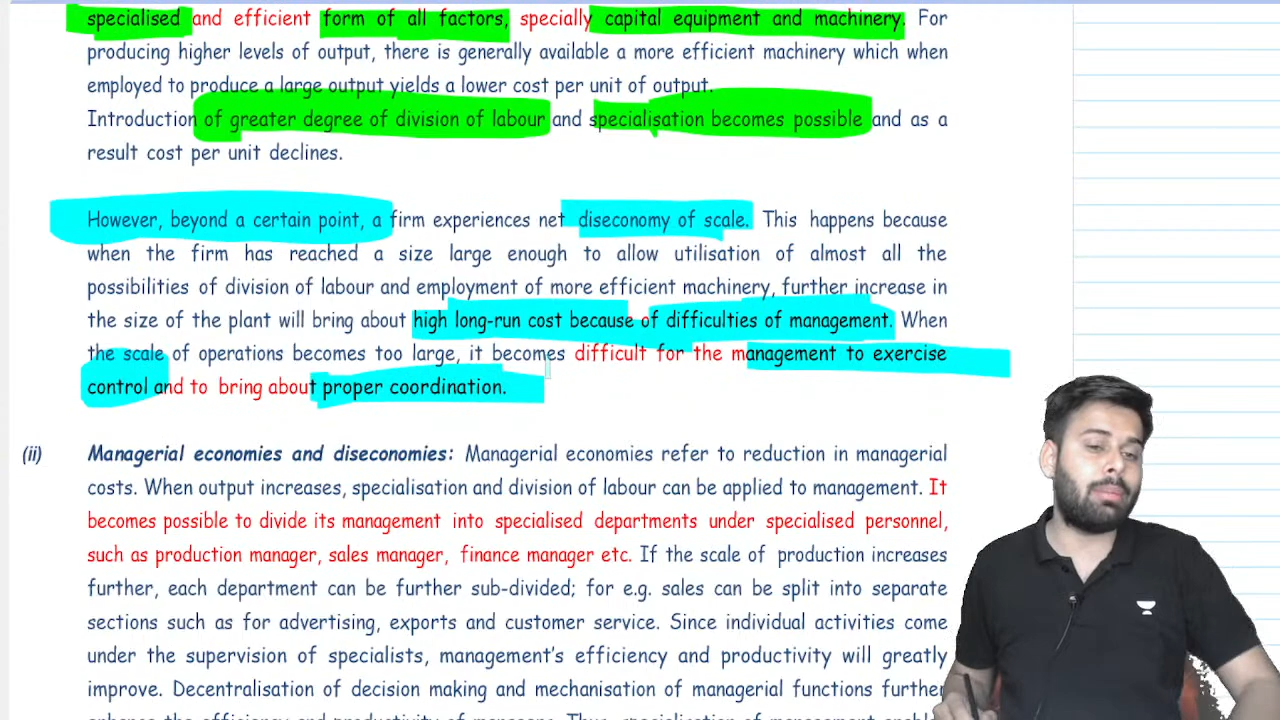 specialised and efficient form of all factors, specially capital equipment and machinery. For
producing higher levels of output, there is generally available a more efficient machinery which when
employed to produce a large output yields a lower cost per unit of output.
Introduction of greater degree of division of labour and specialisation becomes possible and as a
result cost per unit declines.
However, beyond a certain point, a firm experiences net diseconomy of scale. This happens because
when the firm has reached a size large enough to allow utilisation of almost all the
possibilities of division of labour and employment of more efficient machinery, further increase in
the size of the plant will bring about high long-run cost because of difficulties of management. When
the scale of operations becomes too large, it becomes difficult for the management to exercise
control and to bring about proper coordination.
(ii) Managerial economies and diseconomies: Managerial economies refer to reduction in managerial
costs. When output increases, specialisation and division of labour can be applied to management. It
becomes possible to divide its management into specialised departments under specialised personnel,
such as production manager, sales manager, finance manager etc. If the scale of production increases
further, each department can be further sub-divided; for e.g. sales can be split into separate
sections such as for advertising, exports and customer service. Since individual activities come
under the supervision of specialists, management's efficiency and productivity will greatly
improve. Decentralisation of decision making and mechanisation of managerial functions further